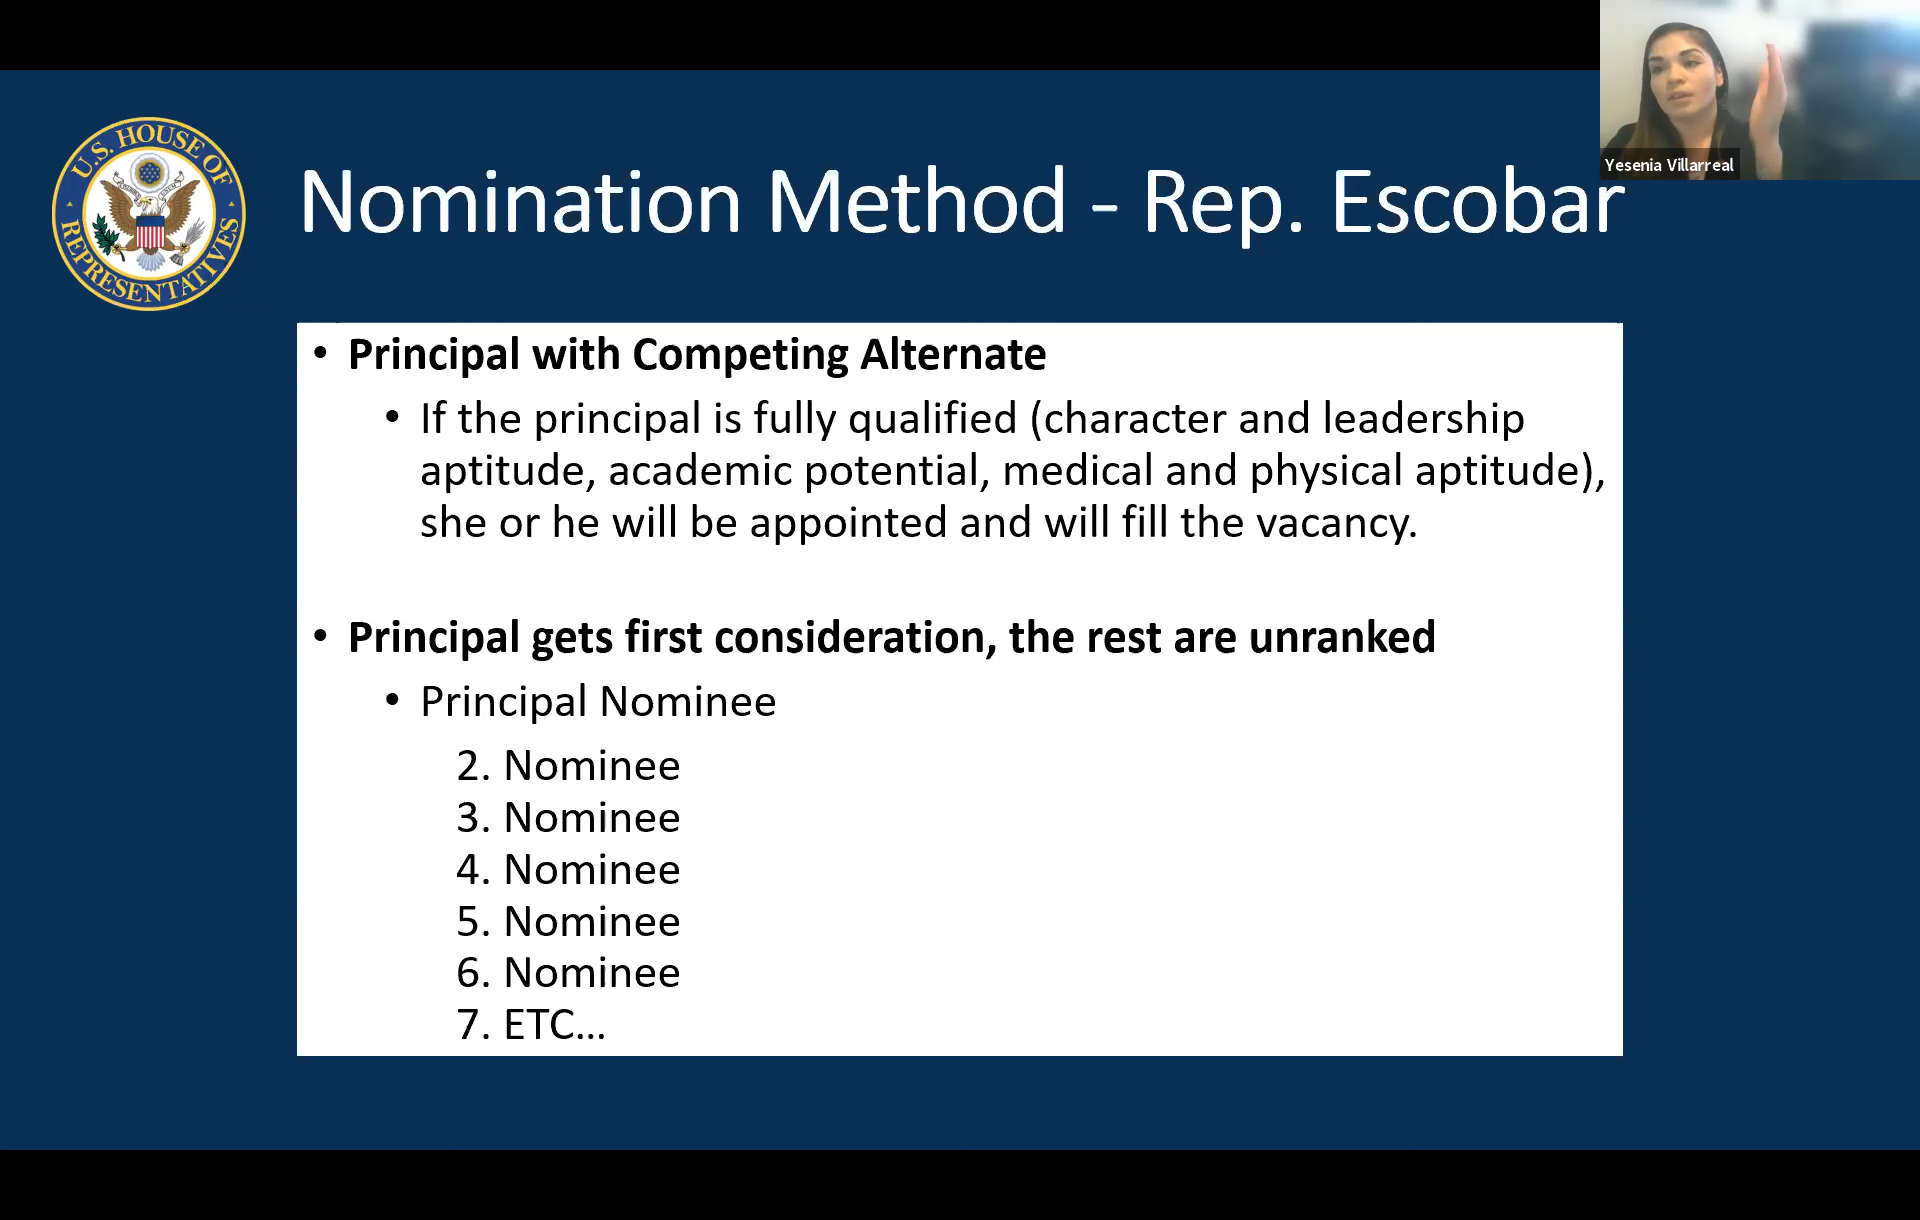 U.S. HOUSE OF
REPRESENTATIVES
Nomination Method - Rep. Escobar
Yesenia Villarreal
• Principal with Competing Alternate
• If the principal is fully qualified (character and leadership
aptitude, academic potential, medical and physical aptitude),
she or he will be appointed and will fill the vacancy.
• Principal gets first consideration, the rest are unranked
• Principal Nominee
2. Nominee
3. Nominee
4. Nominee
5. Nominee
6. Nominee
7. ETC...